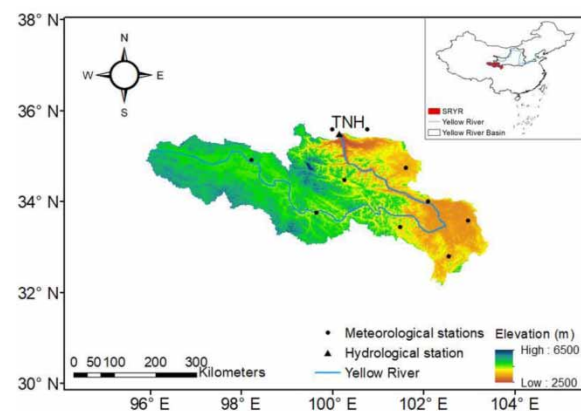 38° N
36° N
34° N
32° N
30° N
N
W
E
S
TNH
SRYR
Yellow River
Yellow River Basin
Meteorological stations
Hydrological station
Yellow River
Elevation (m)
High : 6500
Low : 2500
0 50 100 200 300
Kilometers
96° E 98° E 100° E 102° E 104° E